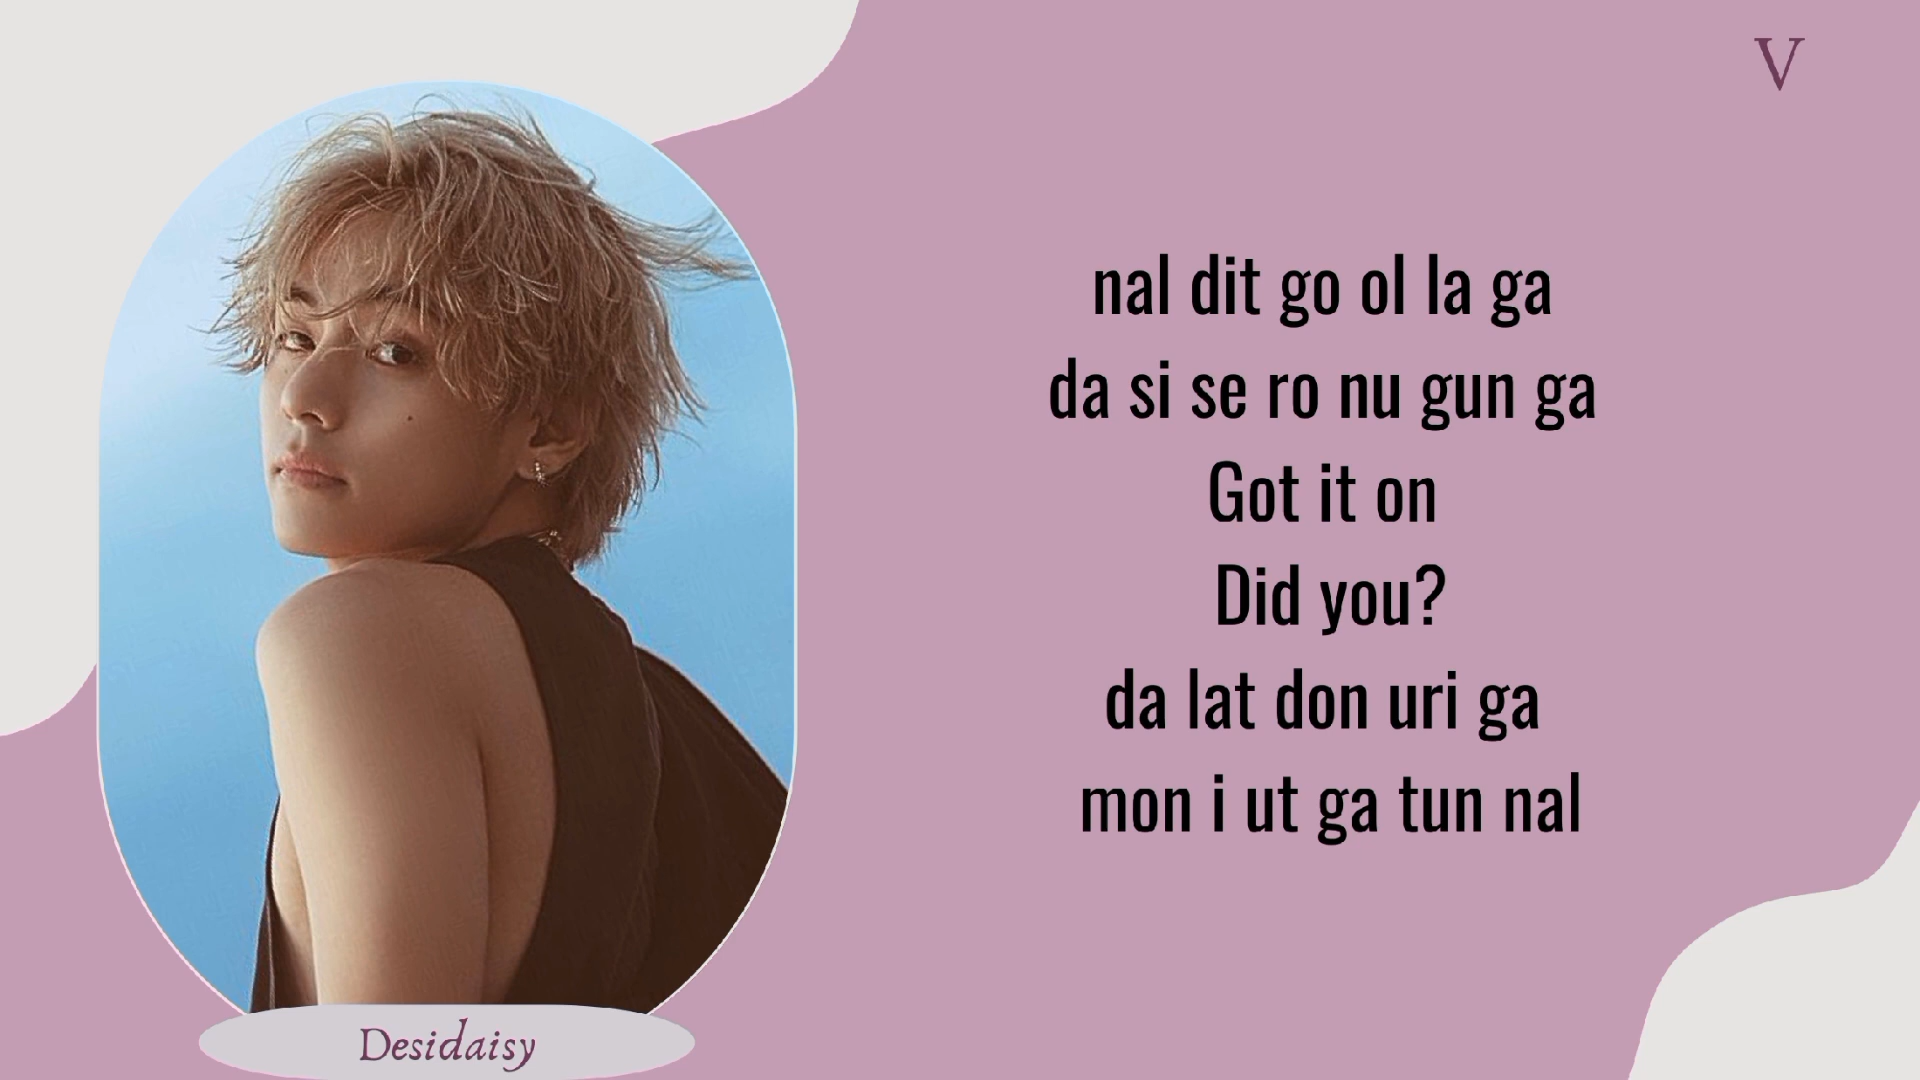 V
nal dit go ol la ga
da si se ro nu gun ga
Got it on
Did you?
da lat don uri ga
mon i ut ga tun nal
Desidaisy